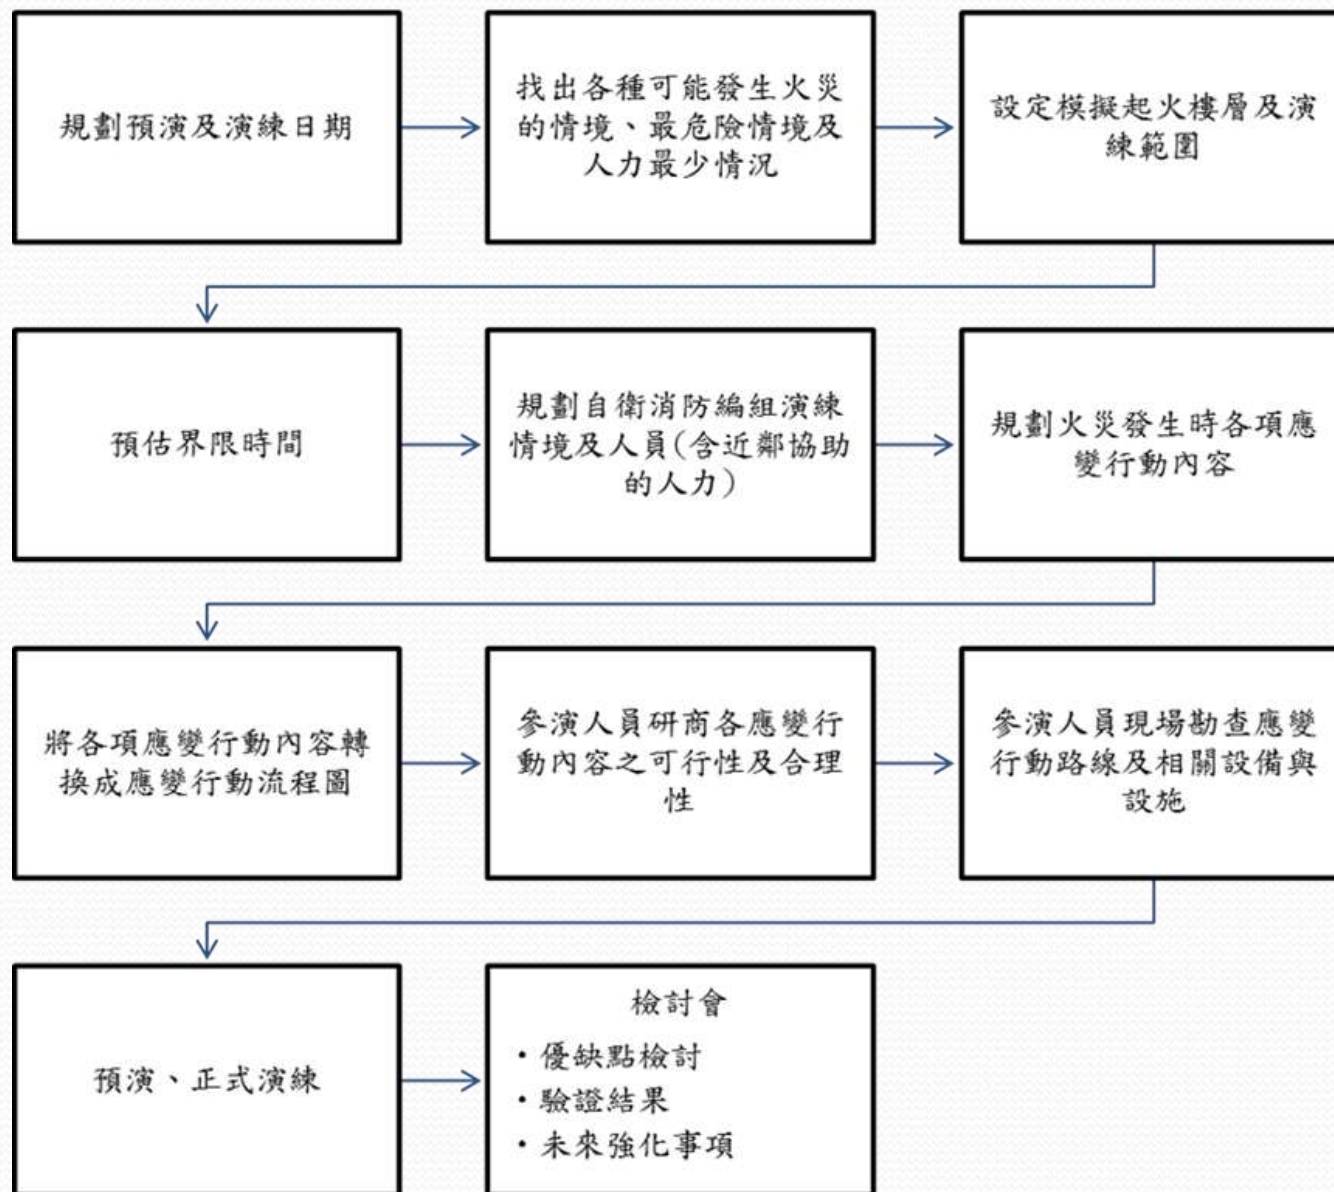 規劃預演及演練日期
找出各種可能發生火災
的情境、最危險情境及
人力最少情況
設定模擬起火樓層及演
練範圍
預估界限時間
規劃自衛消防編組演練
情境及人員(含近鄰協助
的人力)
規劃火災發生時各項應
變行動內容
將各項應變行動內容轉
換成應變行動流程圖
參演人員研商各應變行
動內容之可行性及合理
性
參演人員現場勘查應變
行動路線及相關設備與
設施
預演、正式演練
檢討會
・優缺點檢討
・驗證結果
・未來強化事項